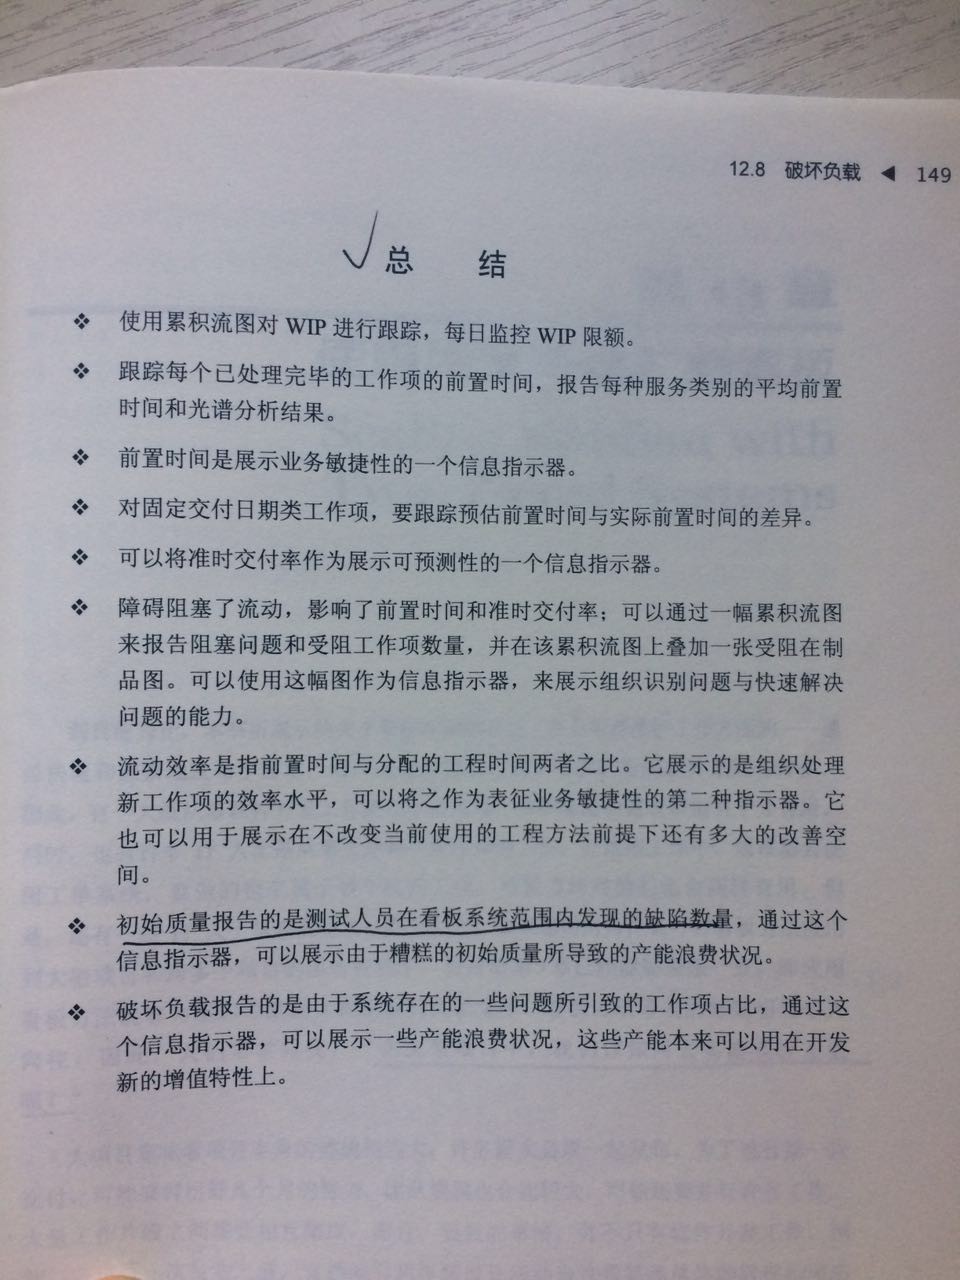 12.8 破坏负载 ◀ 149
总 结
❖ 使用累积流图对 WIP 进行跟踪，每日监控 WIP 限额。
❖ 跟踪每个已处理完毕的工作项的前置时间，报告每种服务类别的平均前置
时间和光谱分析结果。
❖ 前置时间是展示业务敏捷性的一个信息指示器。
❖ 对固定交付日期类工作项，要跟踪预估前置时间与实际前置时间的差异。
❖ 可以将准时交付率作为展示可预测性的一个信息指示器。
❖ 障碍阻塞了流动，影响了前置时间和准时交付率；可以通过一幅累积流图
来报告阻塞问题和受阻工作项数量，并在该累积流图上叠加一张受阻在制
品图。可以使用这幅图作为信息指示器，来展示组织识别问题与快速解决
问题的能力。
❖ 流动效率是指前置时间与分配的工程时间两者之比。它展示的是组织处理
新工作项的效率水平，可以将之作为表征业务敏捷性的第二种指示器。它
也可以用于展示在不改变当前使用的工程方法前提下还有多大的改善空
间。
❖ 初始质量报告的是测试人员在看板系统范围内发现的缺陷数量，通过这个
信息指示器，可以展示由于糟糕的初始质量所导致的产能浪费状况。
❖ 破坏负载报告的是由于系统存在的一些问题所引致的工作项占比，通过这
个信息指示器，可以展示一些产能浪费状况，这些产能本来可以用在开发
新的增值特性上。